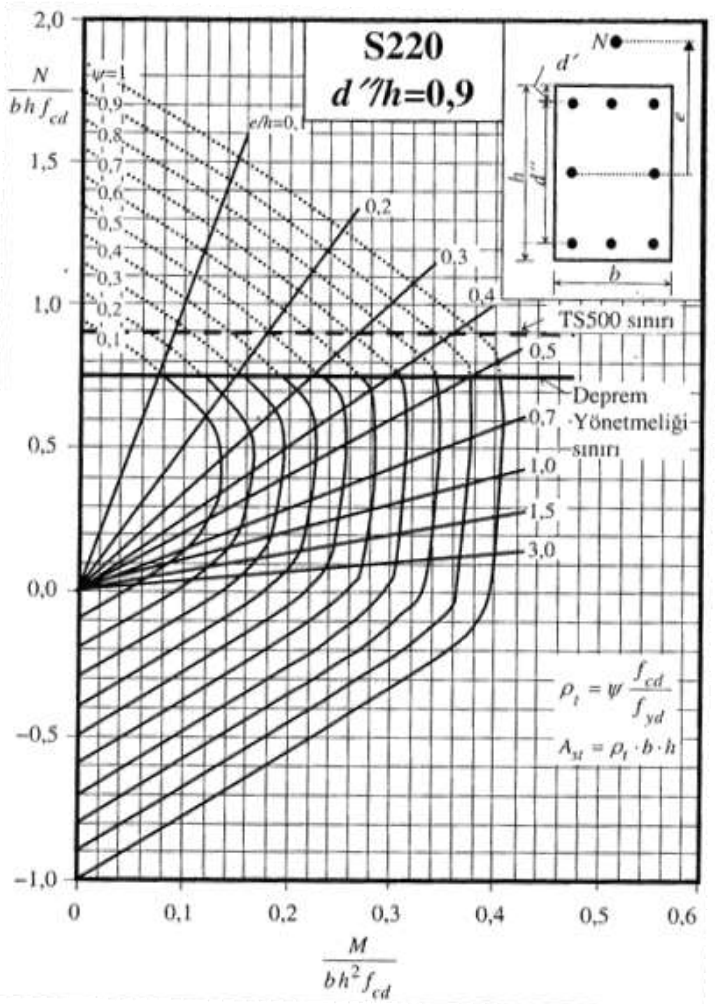 2,0
N
b h f_cd
1,5
1,0
0,5
0,0
−0,5
−1,0
ψ=1
0,9
0,8
0,7
0,6
0,5
0,4
0,3
0,2
0,1
S220
d″/h=0,9
N
d′
e
h
d″
b
e/h=0,1
0,2
0,3
0,4
0,5
0,7
1,0
1,5
3,0
TS500 sınırı
Deprem
Yönetmeliği
sınırı
ρ_t = ψ f_cd / f_yd
A_st = ρ_t · b · h
0 0,1 0,2 0,3 0,4 0,5 0,6
M
b h² f_cd